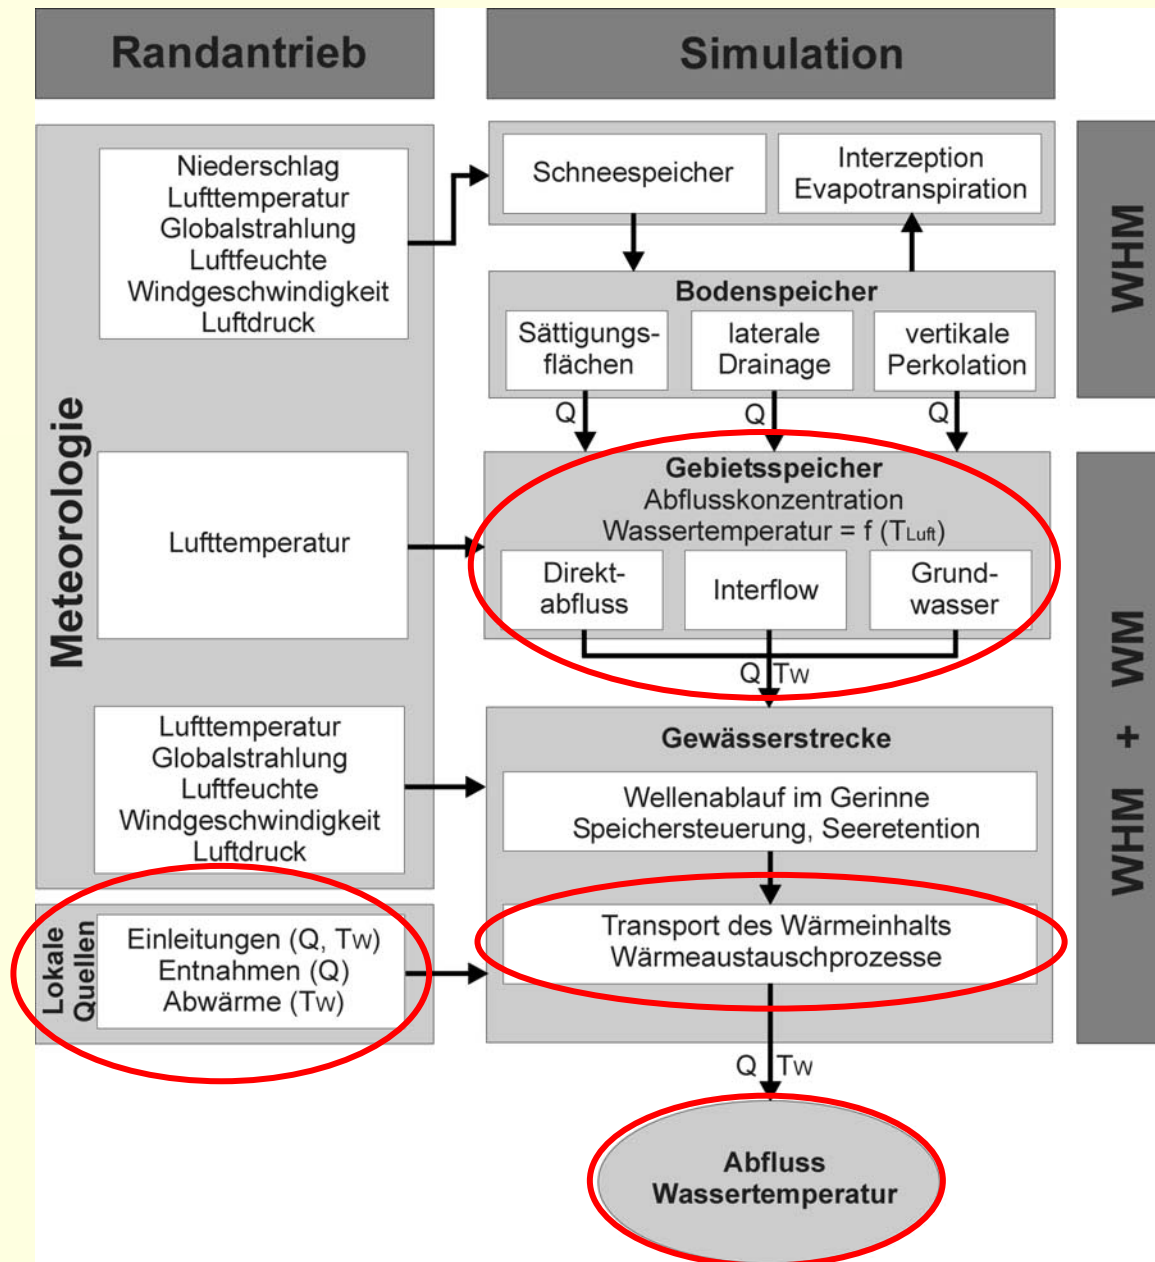 Randantrieb
Simulation
Meteorologie
Niederschlag
Lufttemperatur
Globalstrahlung
Luftfeuchte
Windgeschwindigkeit
Luftdruck
Schneespeicher
Interzeption
Evapotranspiration
WHM
Bodenspeicher
Sättigungs-
flächen
laterale
Drainage
vertikale
Perkolation
Q
Q
Q
Lufttemperatur
Gebietsspeicher
Abflusskonzentration
Wassertemperatur = f (TLuft)
Direkt-
abfluss
Interflow
Grund-
wasser
Q TW
WHM + WM
Lufttemperatur
Globalstrahlung
Luftfeuchte
Windgeschwindigkeit
Luftdruck
Gewässerstrecke
Wellenablauf im Gerinne
Speichersteuerung, Seeretention
Lokale
Quellen
Einleitungen (Q, TW)
Entnahmen (Q)
Abwärme (TW)
Transport des Wärmeinhalts
Wärmeaustauschprozesse
Q TW
Abfluss
Wassertemperatur